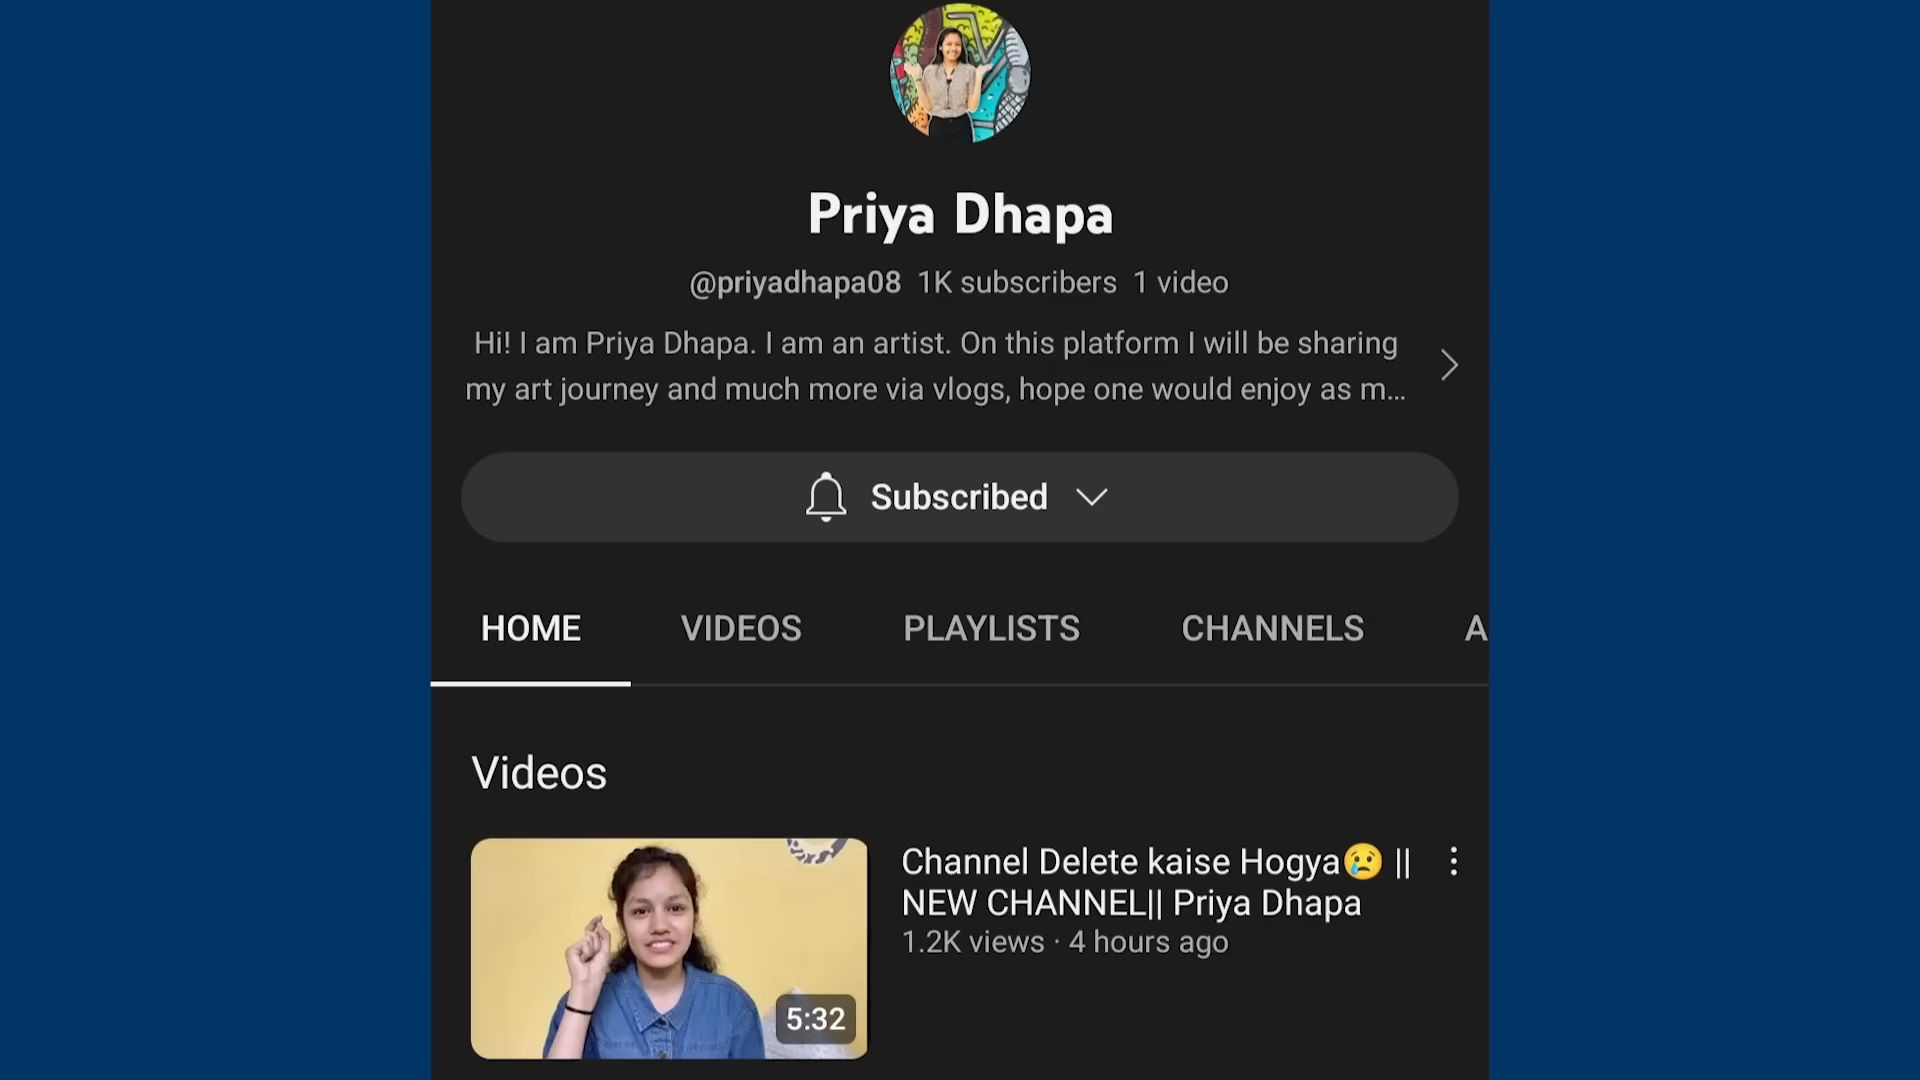 Priya Dhapa
@priyadhapa08 1K subscribers 1 video
Hi! I am Priya Dhapa. I am an artist. On this platform I will be sharing
my art journey and much more via vlogs, hope one would enjoy as m...
Subscribed
HOME VIDEOS PLAYLISTS CHANNELS A
Videos
Channel Delete kaise Hogya😢 ||
NEW CHANNEL|| Priya Dhapa
1.2K views · 4 hours ago
5:32